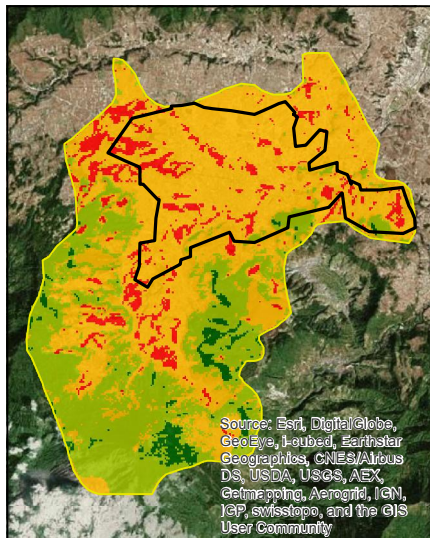 Source: Esri, DigitalGlobe,
GeoEye, i-cubed, Earthstar
Geographics, CNES/Airbus
DS, USDA, USGS, AEX,
Getmapping, Aerogrid, IGN,
IGP, swisstopo, and the GIS
User Community